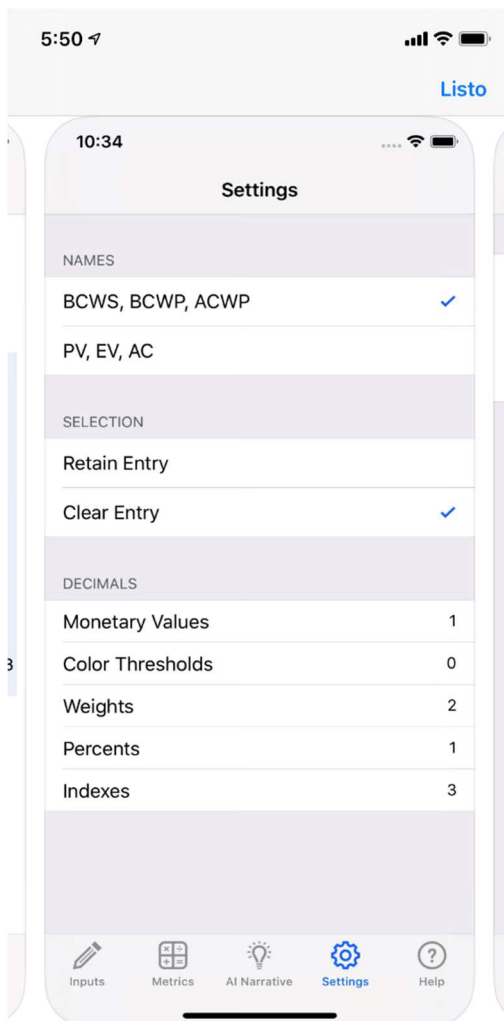 5:50
Listo
10:34
Settings
NAMES
BCWS, BCWP, ACWP
PV, EV, AC
SELECTION
Retain Entry
Clear Entry
DECIMALS
Monetary Values 1
Color Thresholds 0
Weights 2
Percents 1
Indexes 3
Inputs Metrics AI Narrative Settings Help